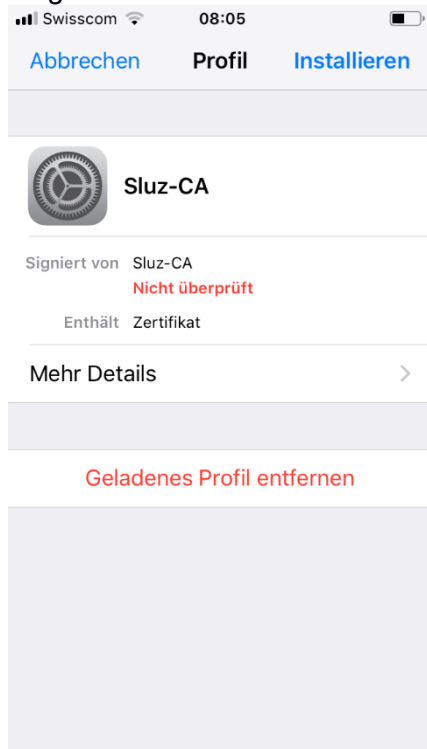 Swisscom 08:05
Abbrechen Profil Installieren
Sluz-CA
Signiert von Sluz-CA
Nicht überprüft
Enthält Zertifikat
Mehr Details
Geladenes Profil entfernen